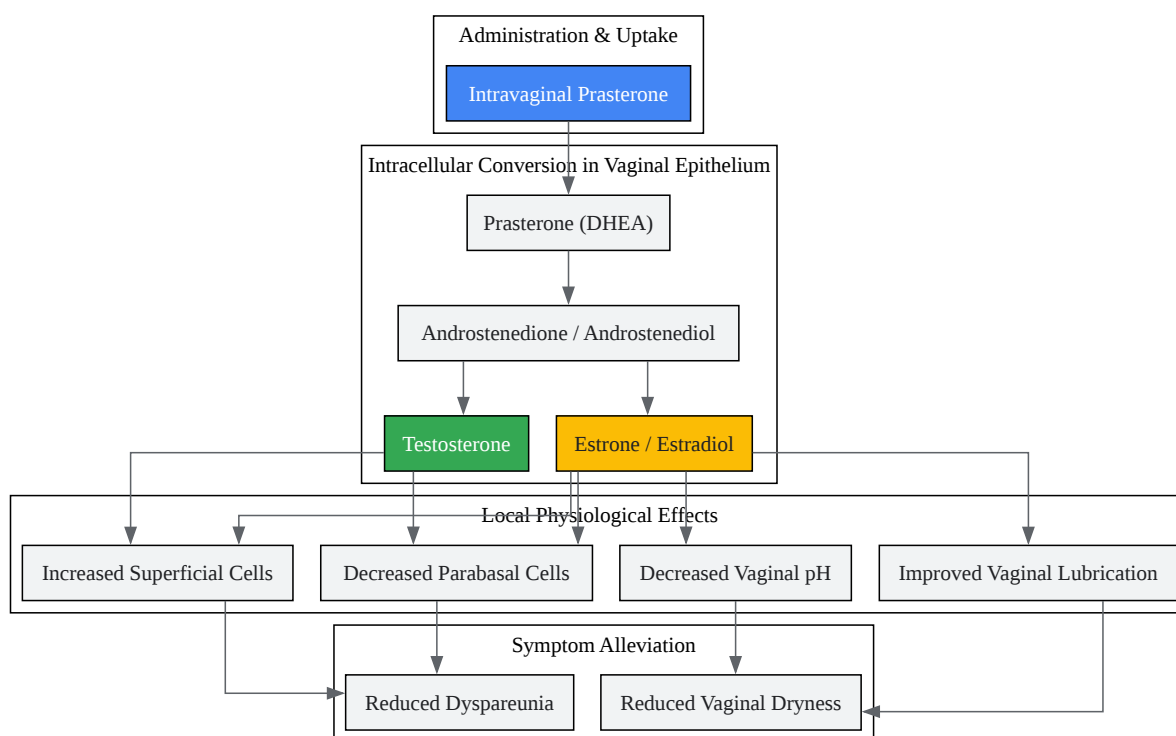 Administration & Uptake
Intravaginal Prasterone
Intracellular Conversion in Vaginal Epithelium
Prasterone (DHEA)
Androstenedione / Androstenediol
Testosterone
Estrone / Estradiol
Local Physiological Effects
Increased Superficial Cells
Decreased Parabasal Cells
Decreased Vaginal pH
Improved Vaginal Lubrication
Symptom Alleviation
Reduced Dyspareunia
Reduced Vaginal Dryness